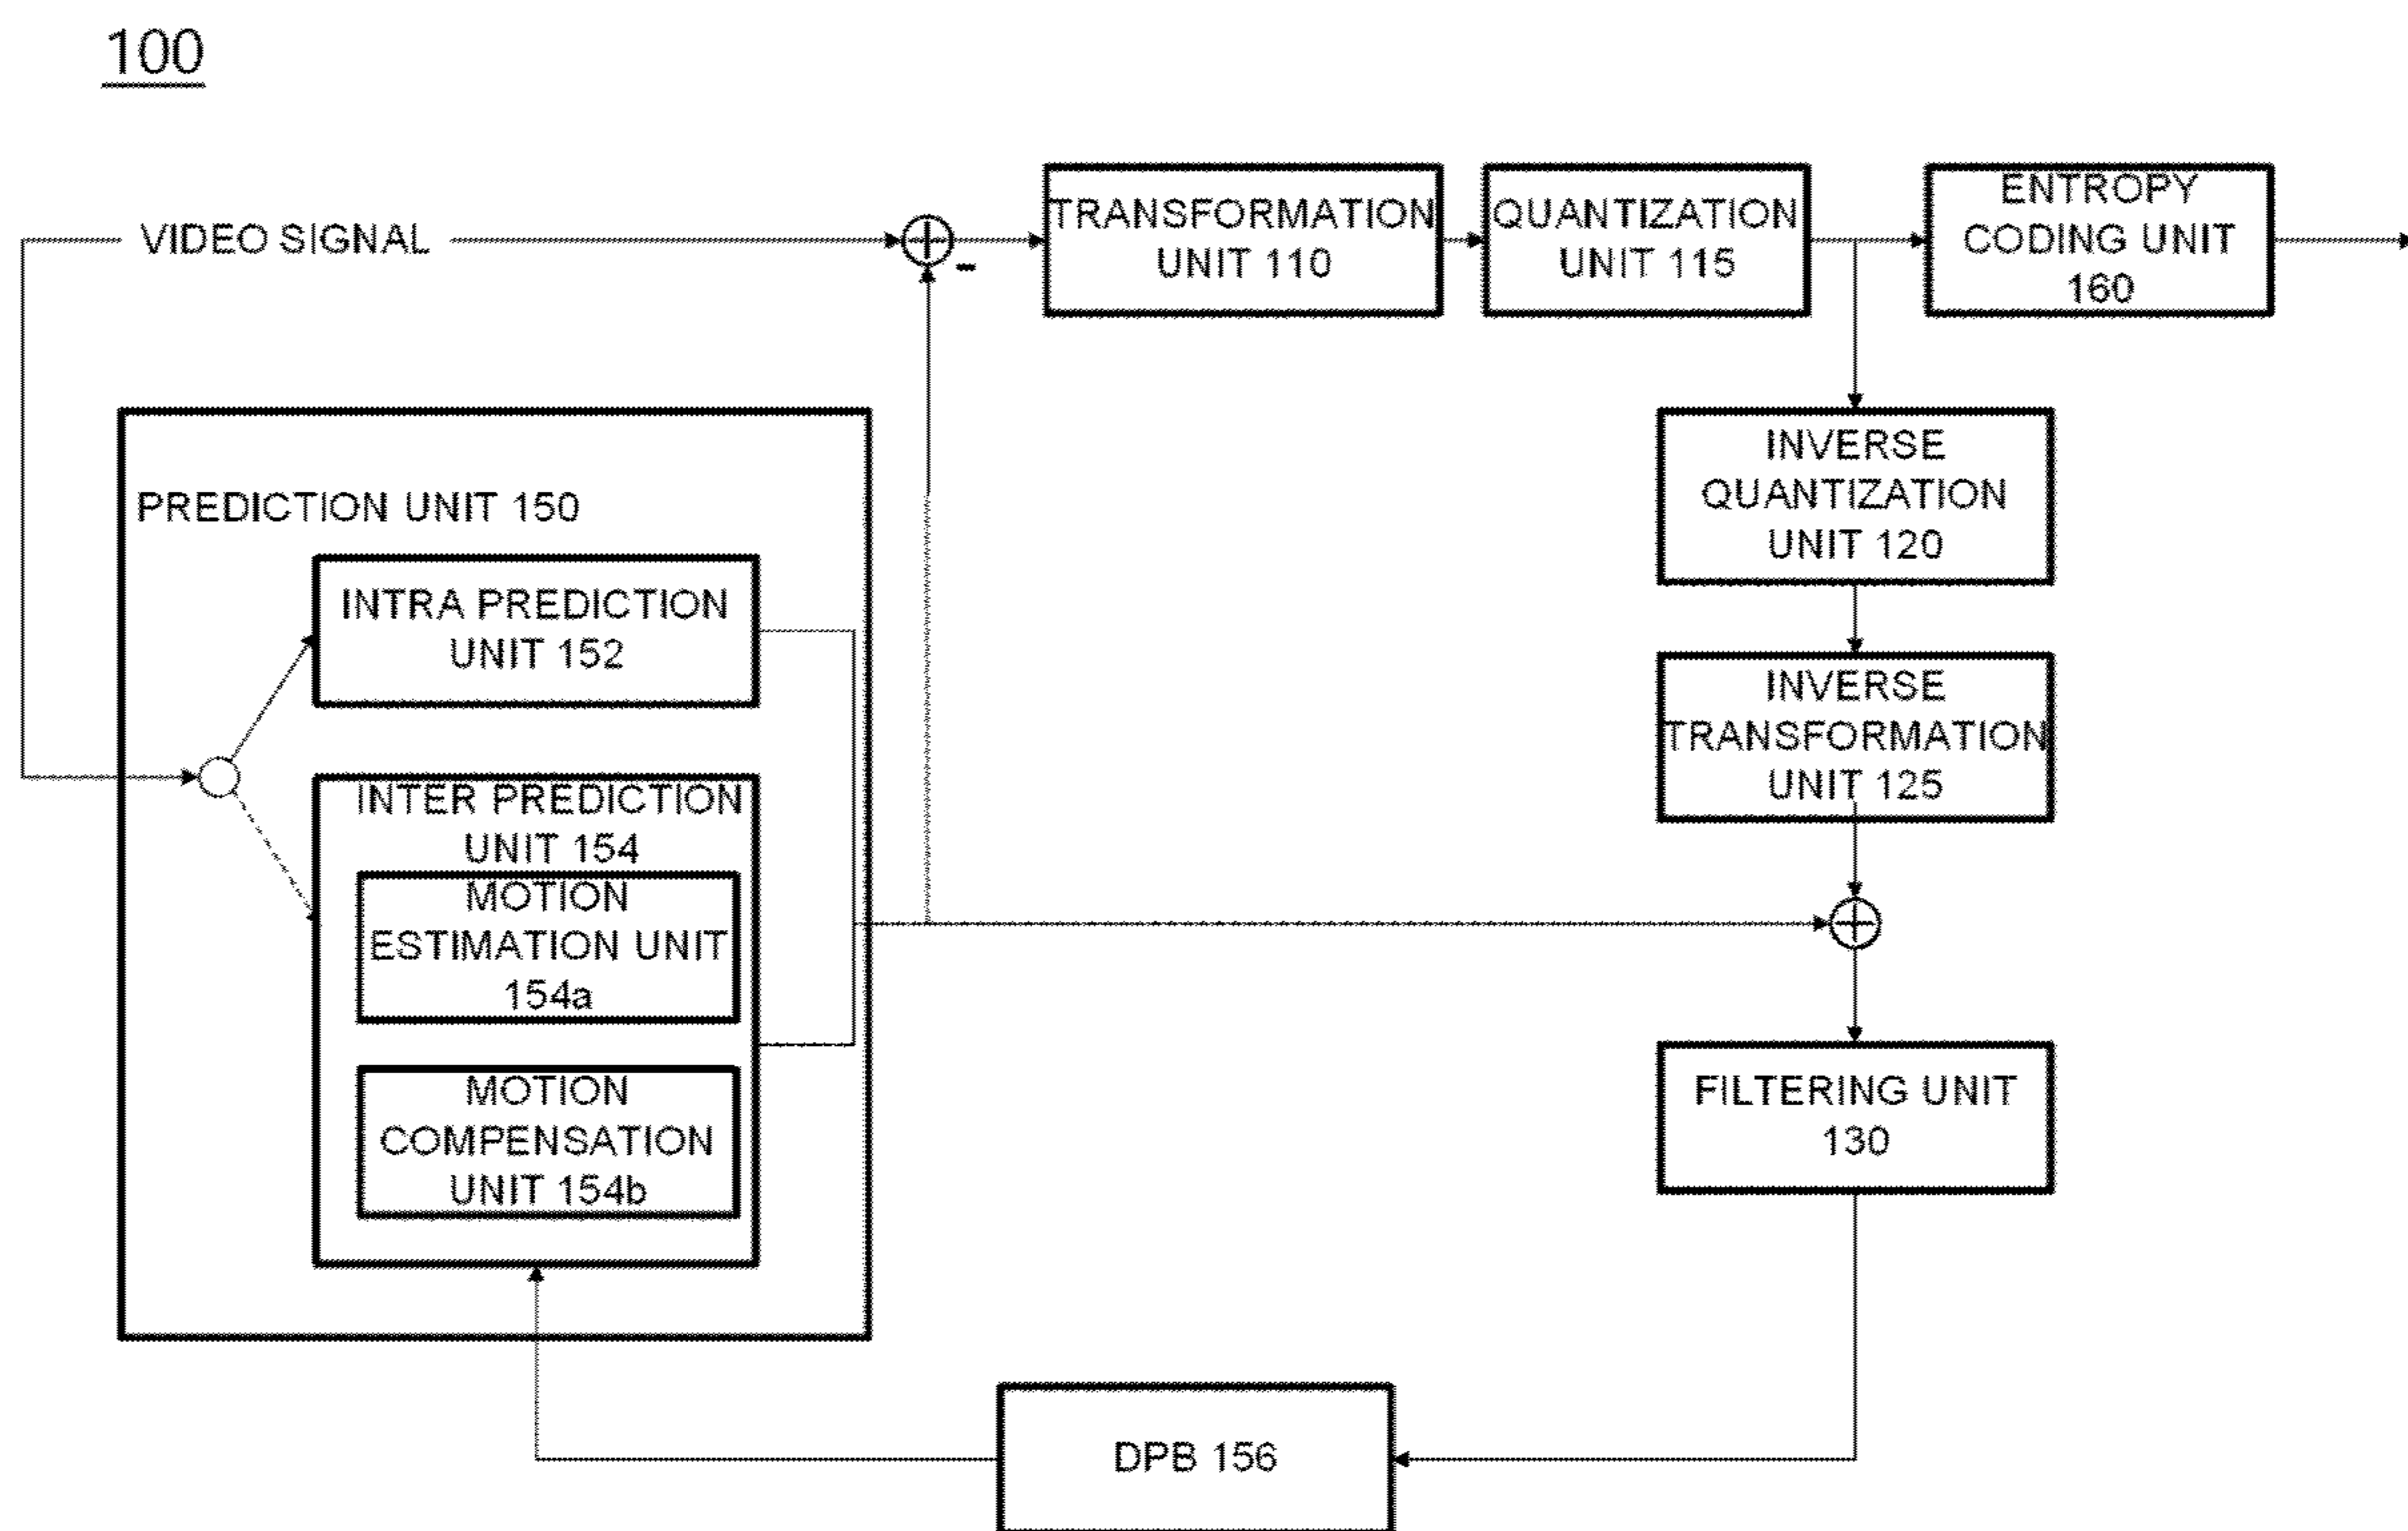 100
VIDEO SIGNAL
-
TRANSFORMATION
UNIT 110
QUANTIZATION
UNIT 115
ENTROPY
CODING UNIT
160
PREDICTION UNIT 150
INTRA PREDICTION
UNIT 152
INTER PREDICTION
UNIT 154
MOTION
ESTIMATION UNIT
154a
MOTION
COMPENSATION
UNIT 154b
INVERSE
QUANTIZATION
UNIT 120
INVERSE
TRANSFORMATION
UNIT 125
FILTERING UNIT
130
DPB 156